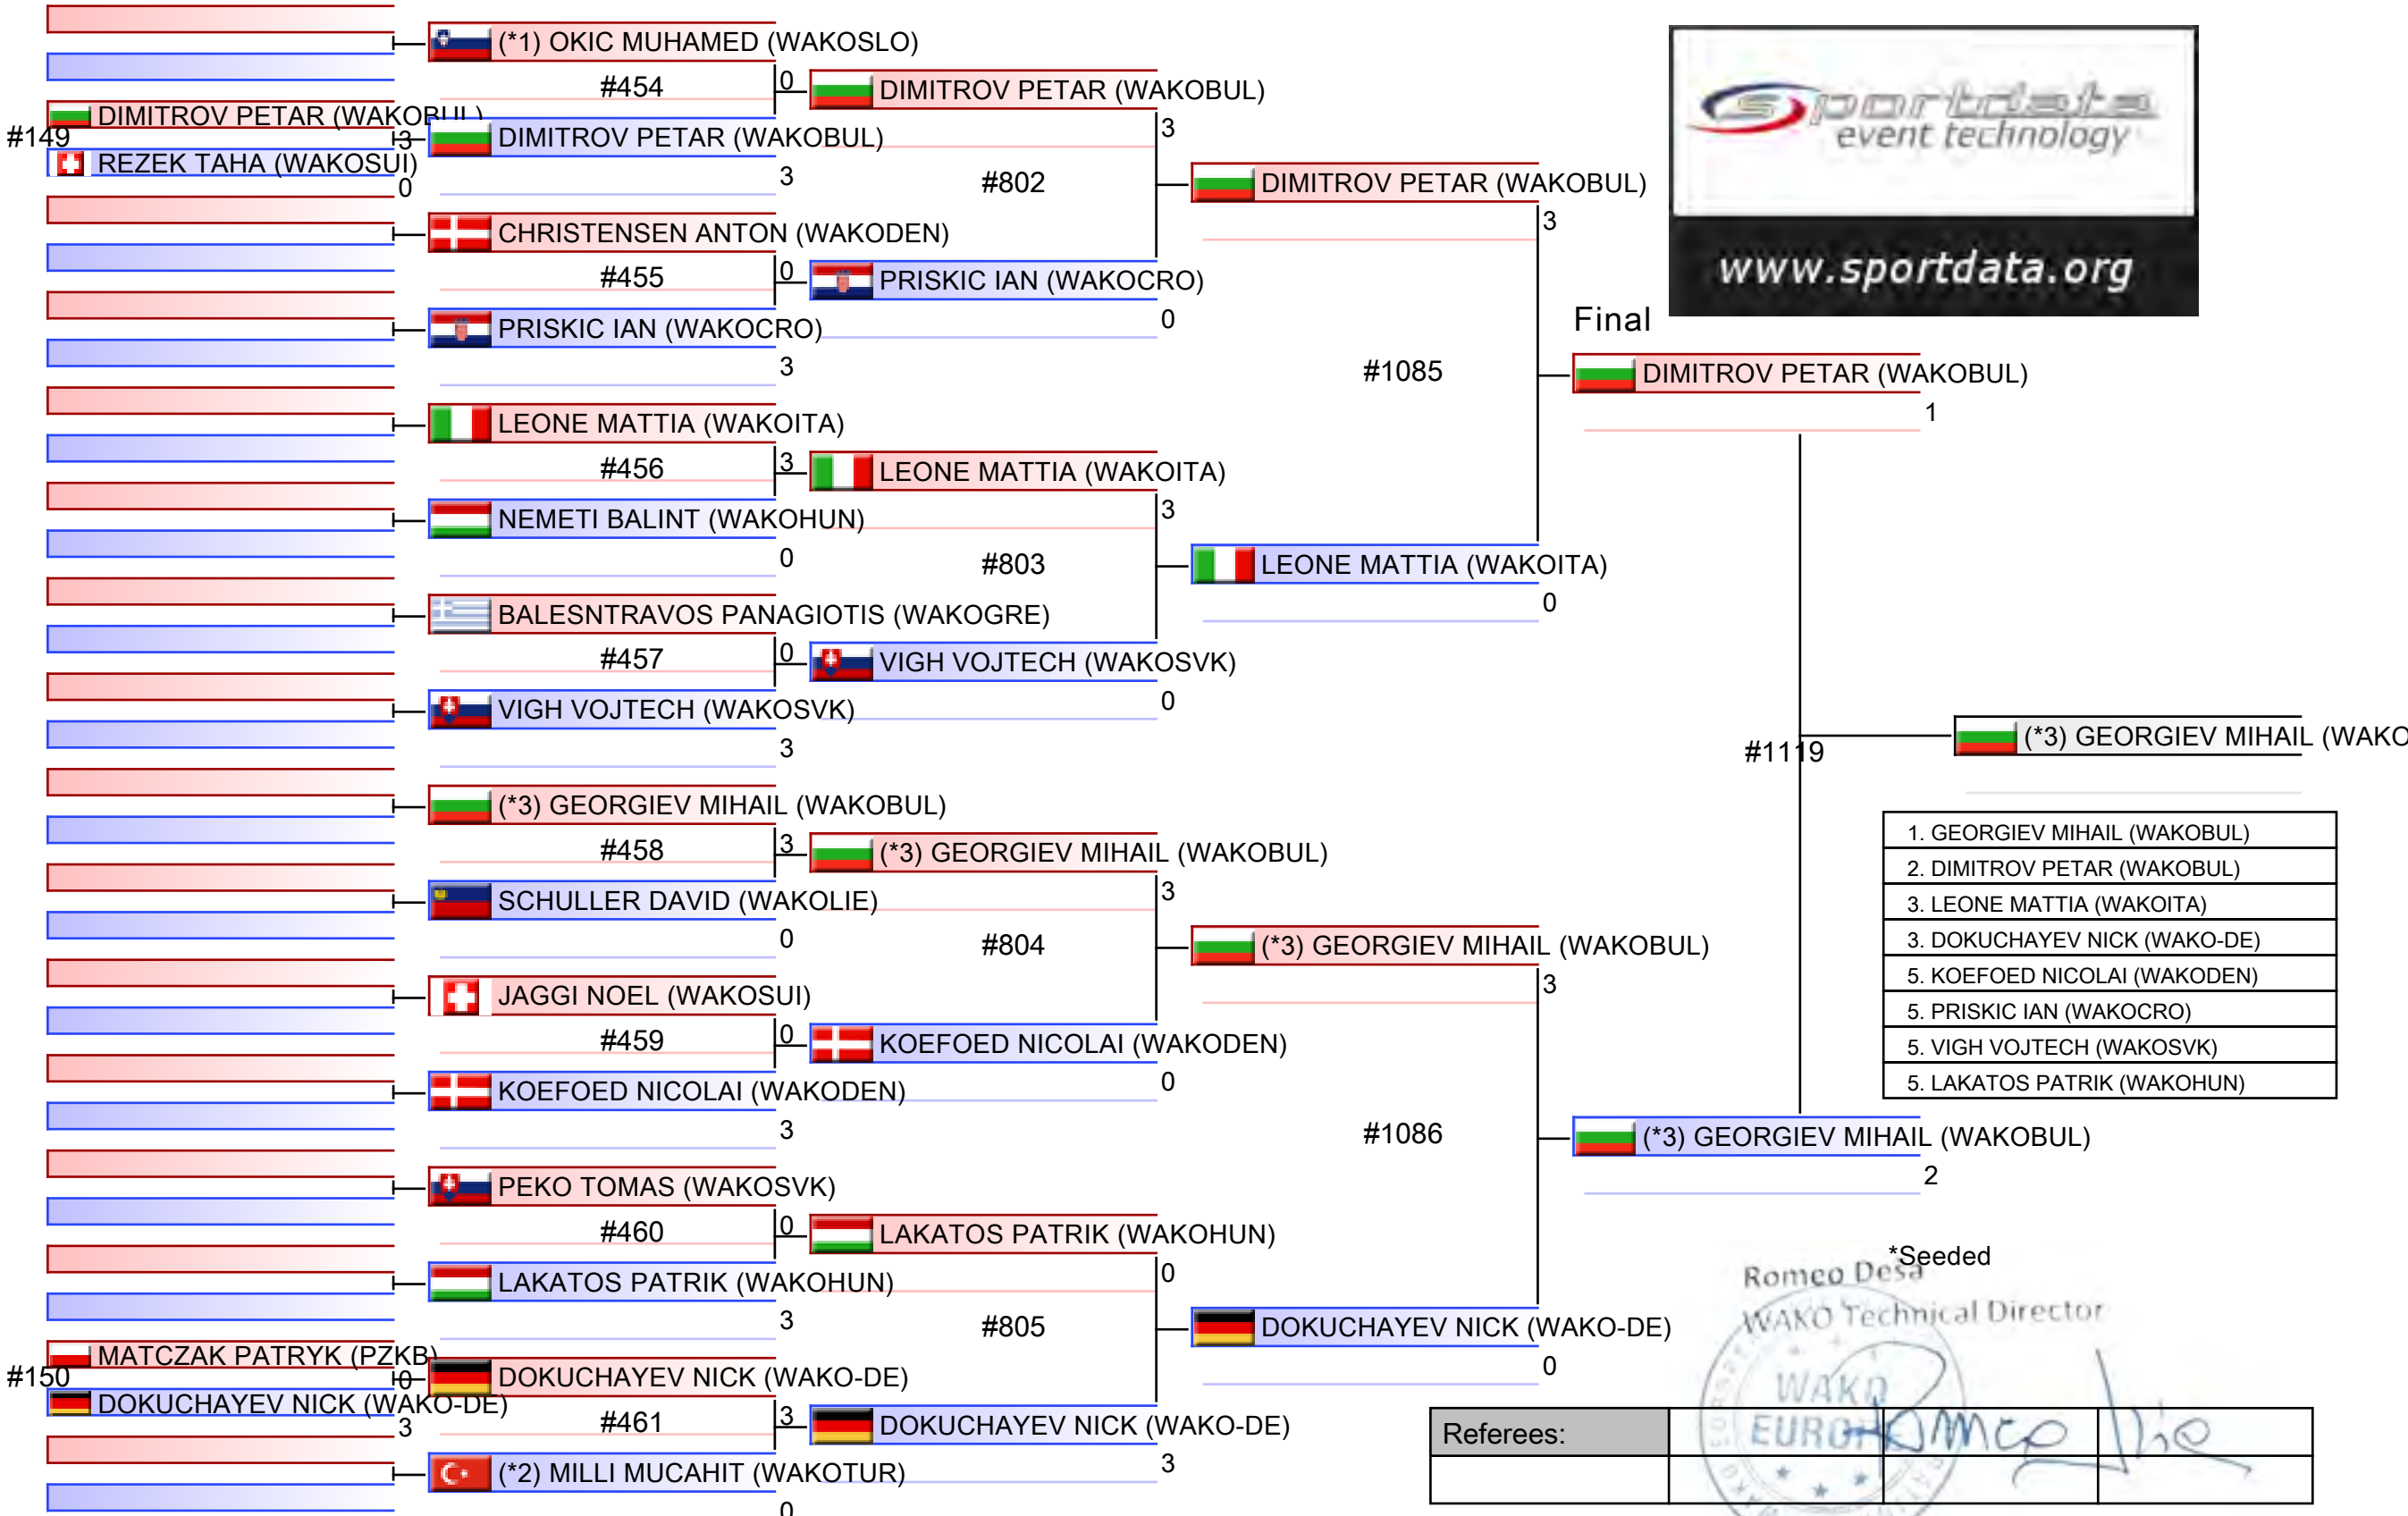 (*1) OKIC MUHAMED (WAKOSLO)
#454
0
DIMITROV PETAR (WAKOBUL)
3
DIMITROV PETAR (WAKOBUL)
#149
3
REZEK TAHA (WAKOSUI)
0
DIMITROV PETAR (WAKOBUL)
3
#802
DIMITROV PETAR (WAKOBUL)
3
CHRISTENSEN ANTON (WAKODEN)
#455
0
PRISKIC IAN (WAKOCRO)
0
PRISKIC IAN (WAKOCRO)
3
sportdata
event technology
www.sportdata.org
Final
#1085
DIMITROV PETAR (WAKOBUL)
1
LEONE MATTIA (WAKOITA)
#456
3
LEONE MATTIA (WAKOITA)
3
NEMETI BALINT (WAKOHUN)
0
#803
LEONE MATTIA (WAKOITA)
0
BALESNTRAVOS PANAGIOTIS (WAKOGRE)
#457
0
VIGH VOJTECH (WAKOSVK)
0
VIGH VOJTECH (WAKOSVK)
3
#1119
(*3) GEORGIEV MIHAIL (WAKO
(*3) GEORGIEV MIHAIL (WAKOBUL)
#458
3
(*3) GEORGIEV MIHAIL (WAKOBUL)
3
SCHULLER DAVID (WAKOLIE)
0
#804
(*3) GEORGIEV MIHAIL (WAKOBUL)
3
1. GEORGIEV MIHAIL (WAKOBUL)
2. DIMITROV PETAR (WAKOBUL)
3. LEONE MATTIA (WAKOITA)
3. DOKUCHAYEV NICK (WAKO-DE)
5. KOEFOED NICOLAI (WAKODEN)
5. PRISKIC IAN (WAKOCRO)
5. VIGH VOJTECH (WAKOSVK)
5. LAKATOS PATRIK (WAKOHUN)
JAGGI NOEL (WAKOSUI)
#459
0
KOEFOED NICOLAI (WAKODEN)
0
KOEFOED NICOLAI (WAKODEN)
3
#1086
(*3) GEORGIEV MIHAIL (WAKOBUL)
2
PEKO TOMAS (WAKOSVK)
#460
0
LAKATOS PATRIK (WAKOHUN)
0
LAKATOS PATRIK (WAKOHUN)
3
#805
DOKUCHAYEV NICK (WAKO-DE)
0
MATCZAK PATRYK (PZKB)
#150
0
DOKUCHAYEV NICK (WAKO-DE)
3
DOKUCHAYEV NICK (WAKO-DE)
#461
3
DOKUCHAYEV NICK (WAKO-DE)
3
(*2) MILLI MUCAHIT (WAKOTUR)
0
*Seeded
Romeo Desa
WAKO Technical Director
WAKO
EUROPE
Referees: